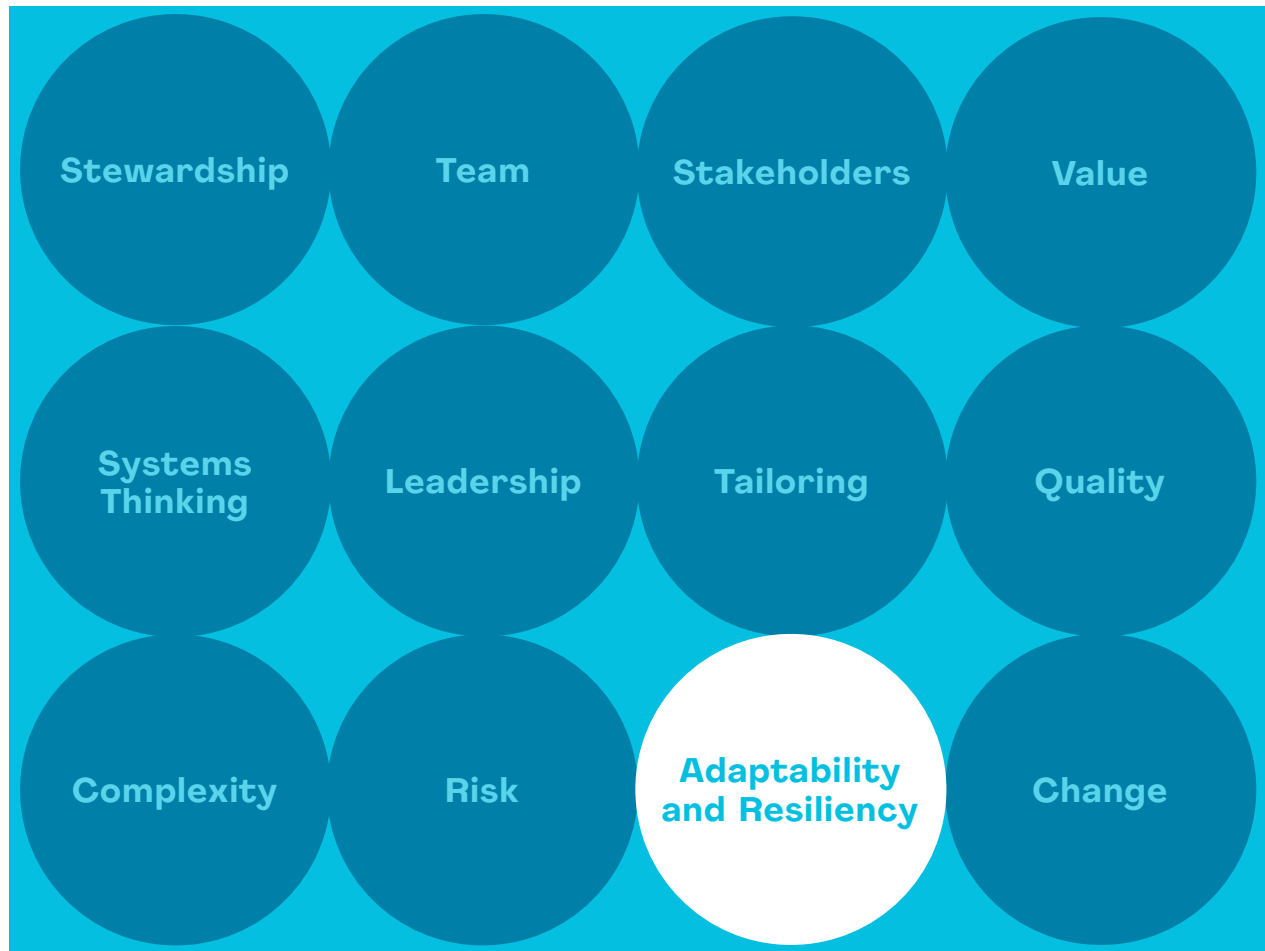 Stewardship
Team
Stakeholders
Value
Systems
Thinking
Leadership
Tailoring
Quality
Complexity
Risk
Adaptability
and Resiliency
Change